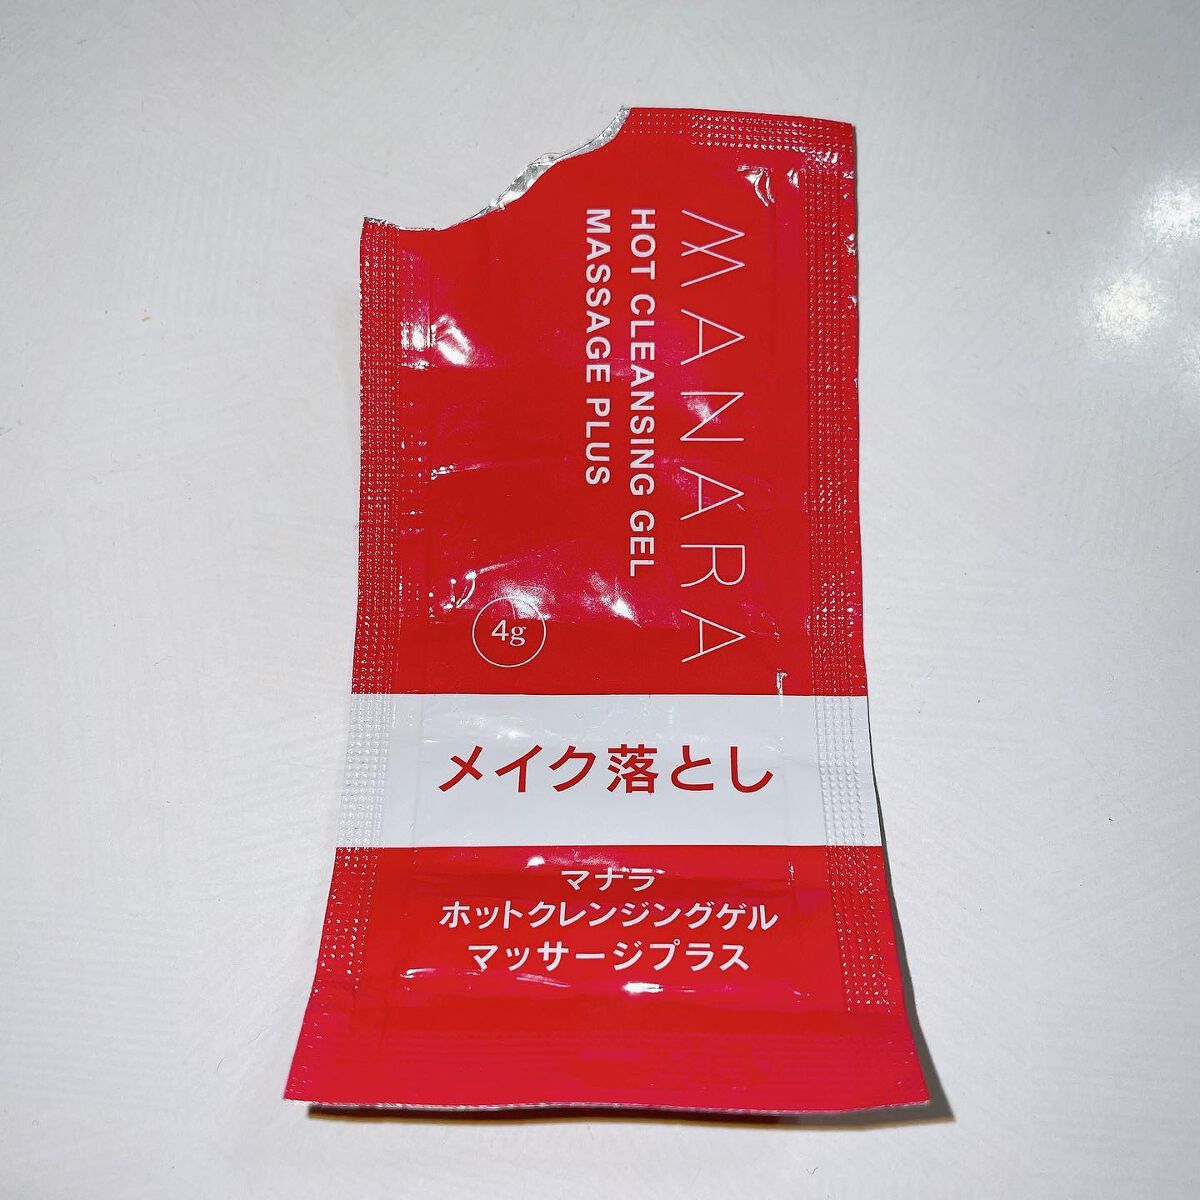 MANARA
HOT CLEANSING GEL
MASSAGE PLUS
4g
メイク落とし
マナラ
ホットクレンジングゲル
マッサージプラス